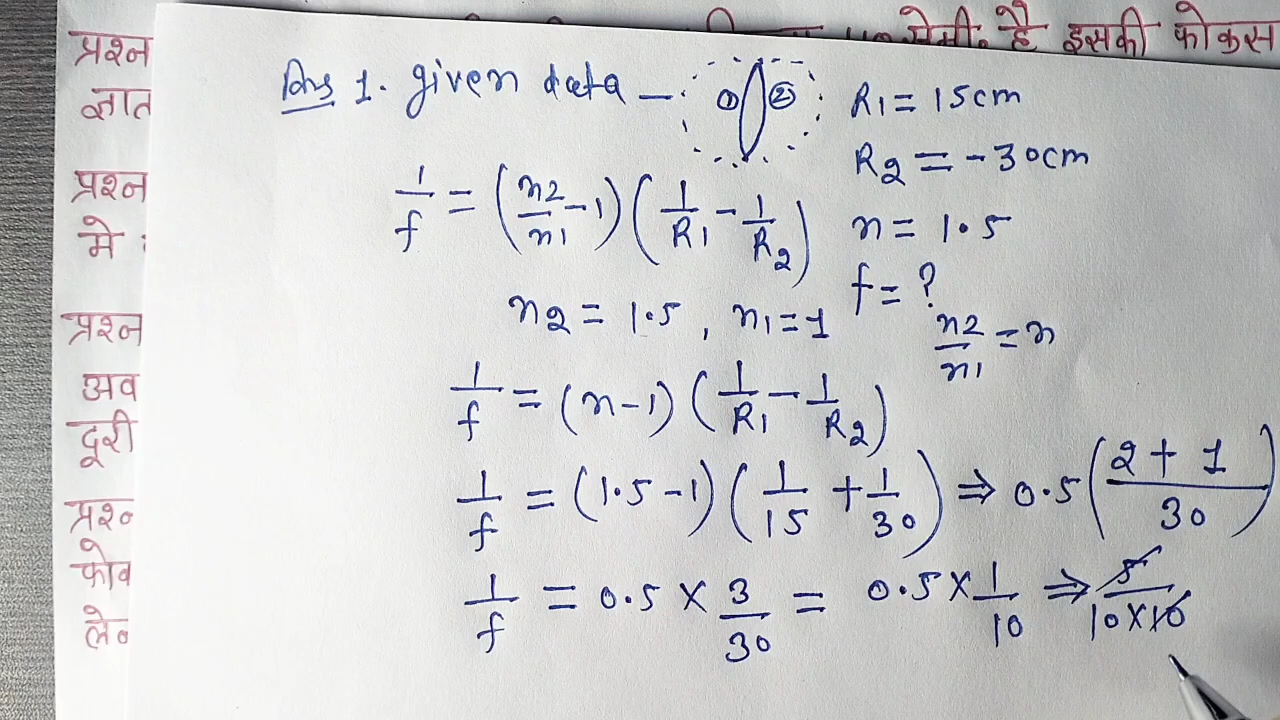 है इसकी फोकस
प्रश्न
ज्ञात
प्रश्न
मे
प्रश्न
अव
दूरी
प्रश्न
फोक
ले०
Ans 1. given data – ① ② R1 = 15cm
R2 = -30cm
1/f = (n2/n1 - 1) (1/R1 - 1/R2) n = 1.5
f = ?
n2 = 1.5, n1 = 1 n2/n1 = n
1/f = (n-1) (1/R1 - 1/R2)
1/f = (1.5-1) (1/15 + 1/30) ⇒ 0.5 (2+1/30)
1/f = 0.5 × 3/30 = 0.5 × 1/10 ⇒ 5/10×10